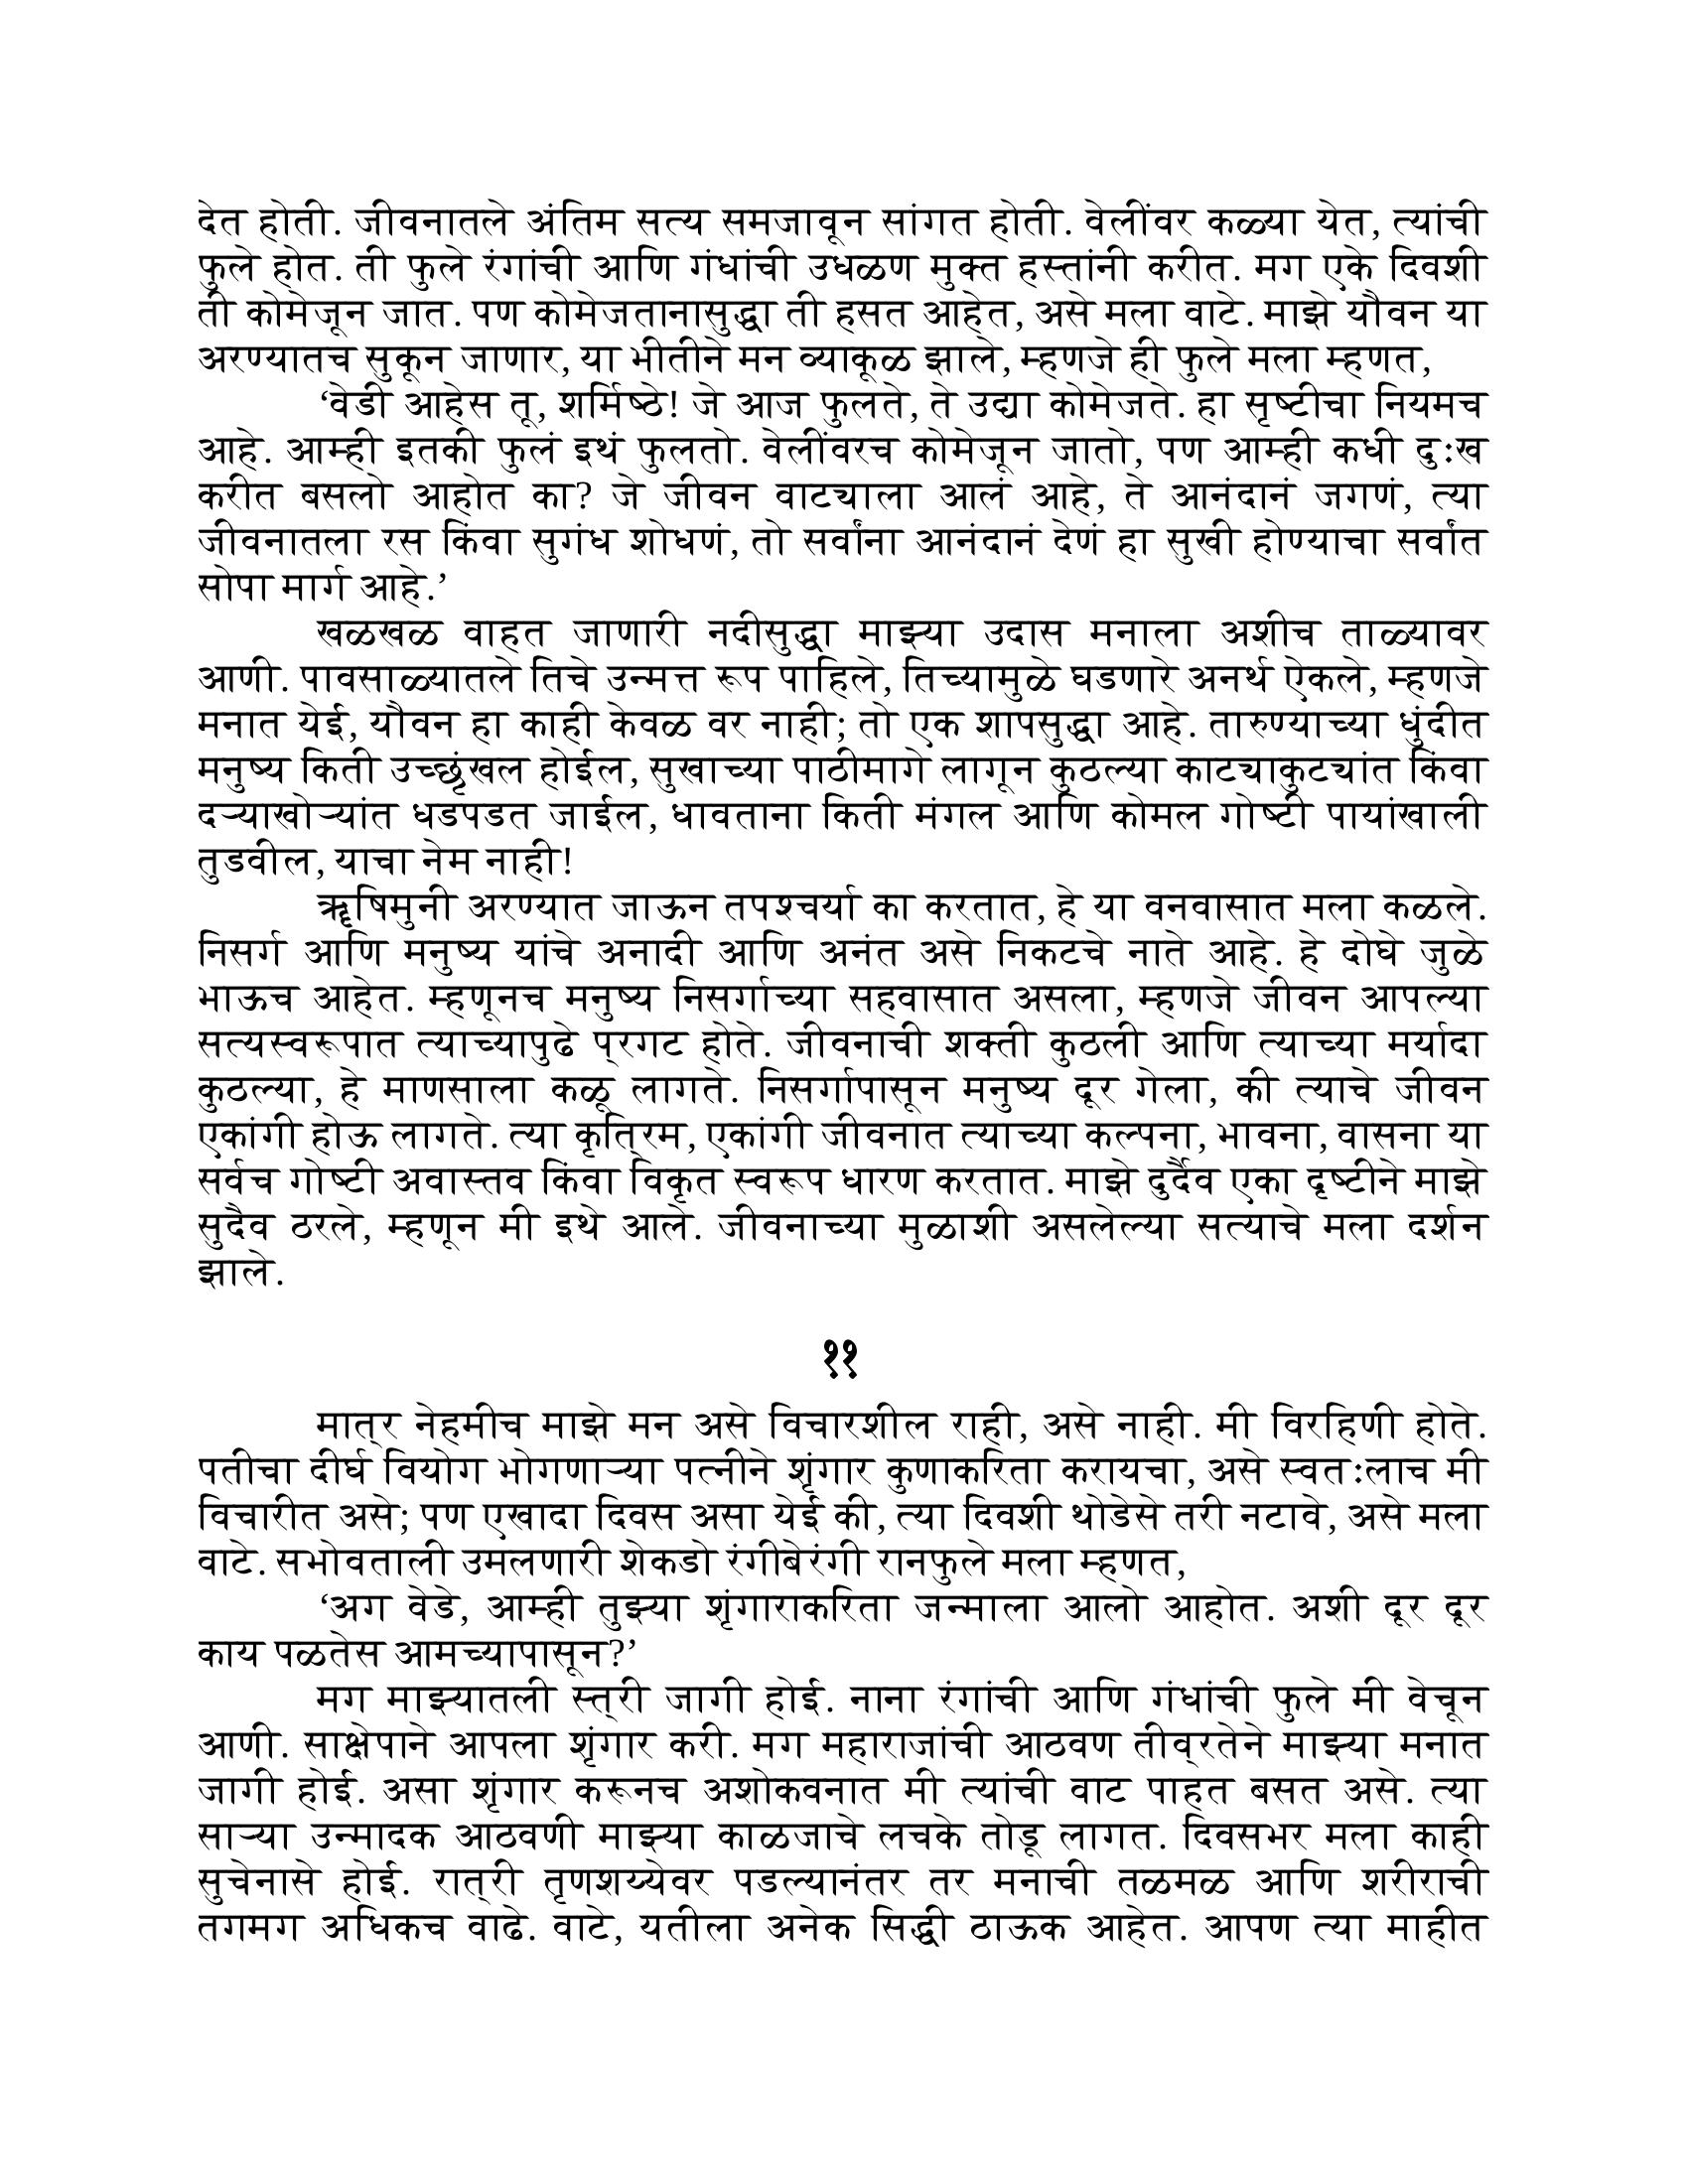 देत होती. जीवनातले अंतिम सत्य समजावून सांगत होती. वेलींवर कळ्या येत, त्यांची
फुले होत. ती फुले रंगांची आणि गंधांची उधळण मुक्त हस्तांनी करीत. मग एके दिवशी
ती कोमेजून जात. पण कोमेजतानासुद्धा ती हसत आहेत, असे मला वाटे. माझे यौवन या
अरण्यातच सुकून जाणार, या भीतीने मन व्याकूळ झाले, म्हणजे ही फुले मला म्हणत,
‘वेडी आहेस तू, शर्मिष्ठे! जे आज फुलते, ते उद्या कोमेजते. हा सृष्टीचा नियमच
आहे. आम्ही इतकी फुलं इथं फुलतो. वेलींवरच कोमेजून जातो, पण आम्ही कधी दुःख
करीत बसलो आहोत का? जे जीवन वाट्याला आलं आहे, ते आनंदानं जगणं, त्या
जीवनातला रस किंवा सुगंध शोधणं, तो सर्वांना आनंदानं देणं हा सुखी होण्याचा सर्वांत
सोपा मार्ग आहे.’
खळखळ वाहत जाणारी नदीसुद्धा माझ्या उदास मनाला अशीच ताळ्यावर
आणी. पावसाळ्यातले तिचे उन्मत्त रूप पाहिले, तिच्यामुळे घडणारे अनर्थ ऐकले, म्हणजे
मनात येई, यौवन हा काही केवळ वर नाही; तो एक शापसुद्धा आहे. तारुण्याच्या धुंदीत
मनुष्य किती उच्छृंखल होईल, सुखाच्या पाठीमागे लागून कुठल्या काट्याकुट्यांत किंवा
दऱ्याखोऱ्यांत धडपडत जाईल, धावताना किती मंगल आणि कोमल गोष्टी पायांखाली
तुडवील, याचा नेम नाही!
ॠषिमुनी अरण्यात जाऊन तपश्चर्या का करतात, हे या वनवासात मला कळले.
निसर्ग आणि मनुष्य यांचे अनादी आणि अनंत असे निकटचे नाते आहे. हे दोघे जुळे
भाऊच आहेत. म्हणूनच मनुष्य निसर्गाच्या सहवासात असला, म्हणजे जीवन आपल्या
सत्यस्वरूपात त्याच्यापुढे प्रगट होते. जीवनाची शक्ती कुठली आणि त्याच्या मर्यादा
कुठल्या, हे माणसाला कळू लागते. निसर्गापासून मनुष्य दूर गेला, की त्याचे जीवन
एकांगी होऊ लागते. त्या कृत्रिम, एकांगी जीवनात त्याच्या कल्पना, भावना, वासना या
सर्वच गोष्टी अवास्तव किंवा विकृत स्वरूप धारण करतात. माझे दुर्दैव एका दृष्टीने माझे
सुदैव ठरले, म्हणून मी इथे आले. जीवनाच्या मुळाशी असलेल्या सत्याचे मला दर्शन
झाले.
११
मात्र नेहमीच माझे मन असे विचारशील राही, असे नाही. मी विरहिणी होते.
पतीचा दीर्घ वियोग भोगणाऱ्या पत्नीने शृंगार कुणाकरिता करायचा, असे स्वतःलाच मी
विचारीत असे; पण एखादा दिवस असा येई की, त्या दिवशी थोडेसे तरी नटावे, असे मला
वाटे. सभोवताली उमलणारी शेकडो रंगीबेरंगी रानफुले मला म्हणत,
‘अग वेडे, आम्ही तुझ्या शृंगाराकरिता जन्माला आलो आहोत. अशी दूर दूर
काय पळतेस आमच्यापासून?’
मग माझ्यातली स्त्री जागी होई. नाना रंगांची आणि गंधांची फुले मी वेचून
आणी. साक्षेपाने आपला शृंगार करी. मग महाराजांची आठवण तीव्रतेने माझ्या मनात
जागी होई. असा शृंगार करूनच अशोकवनात मी त्यांची वाट पाहत बसत असे. त्या
साऱ्या उन्मादक आठवणी माझ्या काळजाचे लचके तोडू लागत. दिवसभर मला काही
सुचेनासे होई. रात्री तृणशय्येवर पडल्यानंतर तर मनाची तळमळ आणि शरीराची
तगमग अधिकच वाढे. वाटे, यतीला अनेक सिद्धी ठाऊक आहेत. आपण त्या माहीत